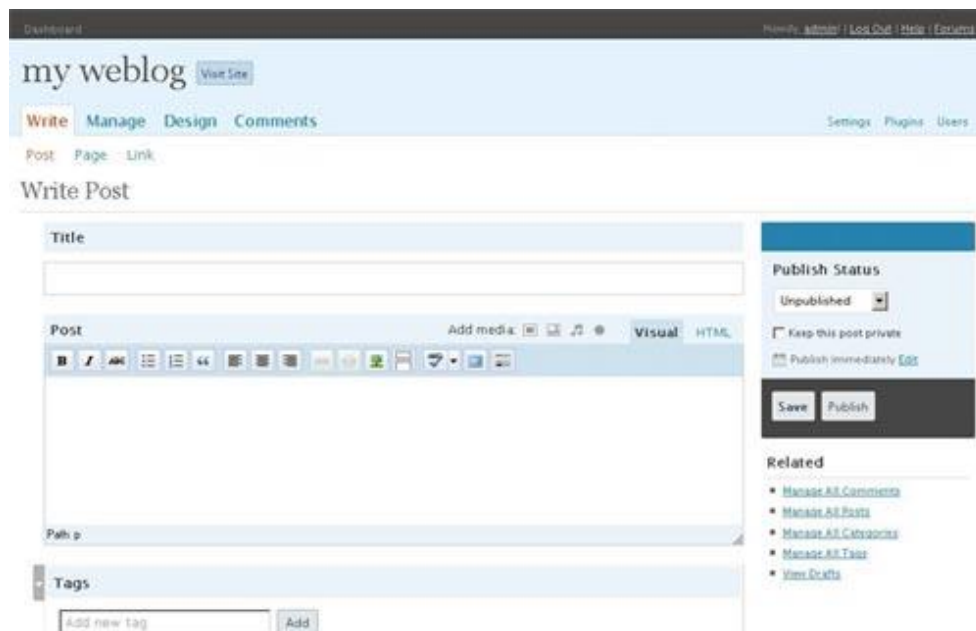 Dashboard
Howdy, admin! | Log Out | Help | Forums
my weblog Visit Site
Write Manage Design Comments
Settings Plugins Users
Post Page Link
Write Post
Title
Publish Status
Unpublished
Keep this post private
Publish immediately Edit
Save Publish
Post Add media: Visual HTML
B I ABC
Path: p
Related
Manage All Comments
Manage All Posts
Manage All Categories
Manage All Tags
View Drafts
Tags
Add new tag Add